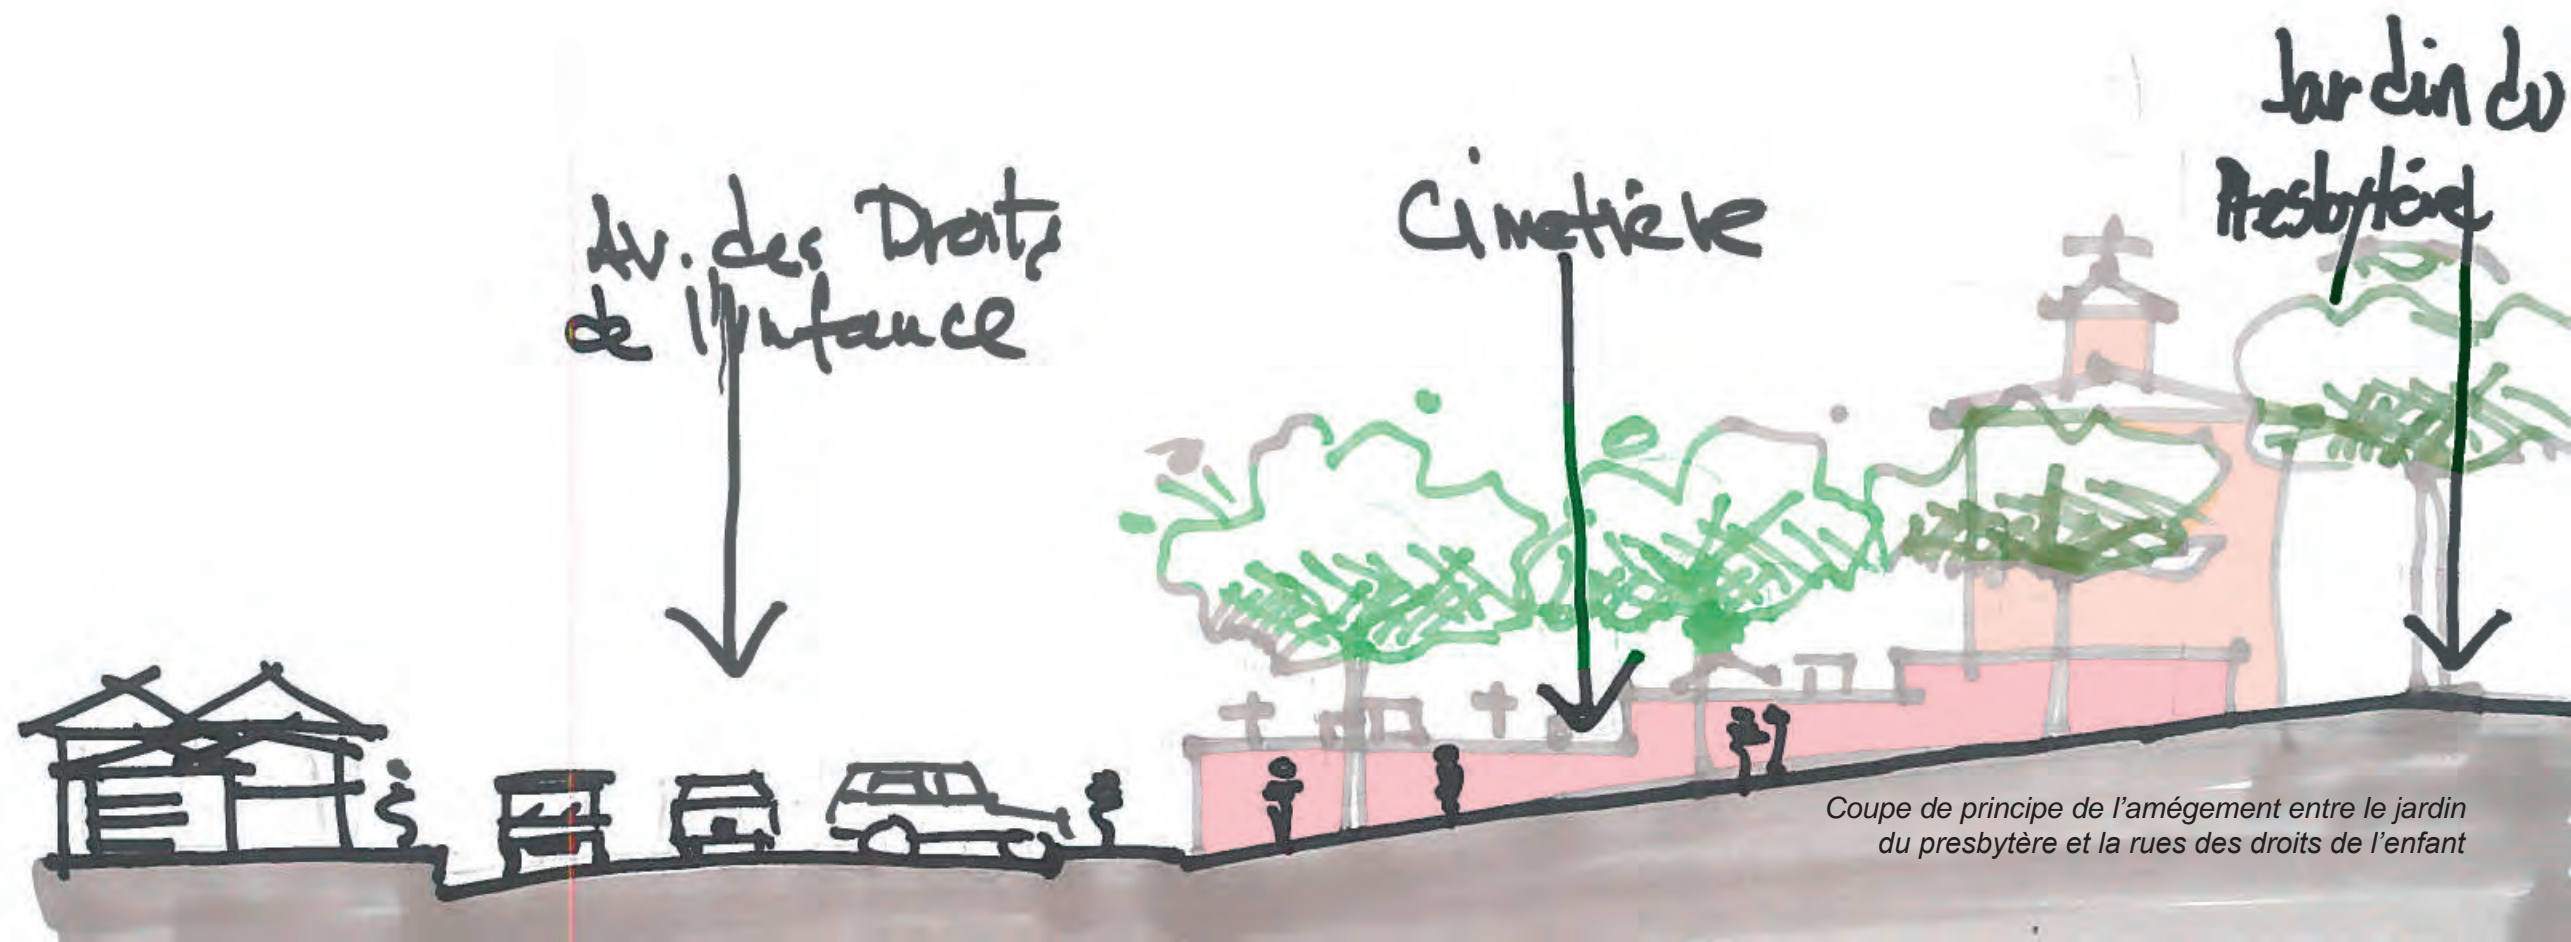 Jardin du
Presbytère
Av. des Droits
de l'Enfance
Cimetière
Coupe de principe de l'amégement entre le jardin
du presbytère et la rues des droits de l'enfant